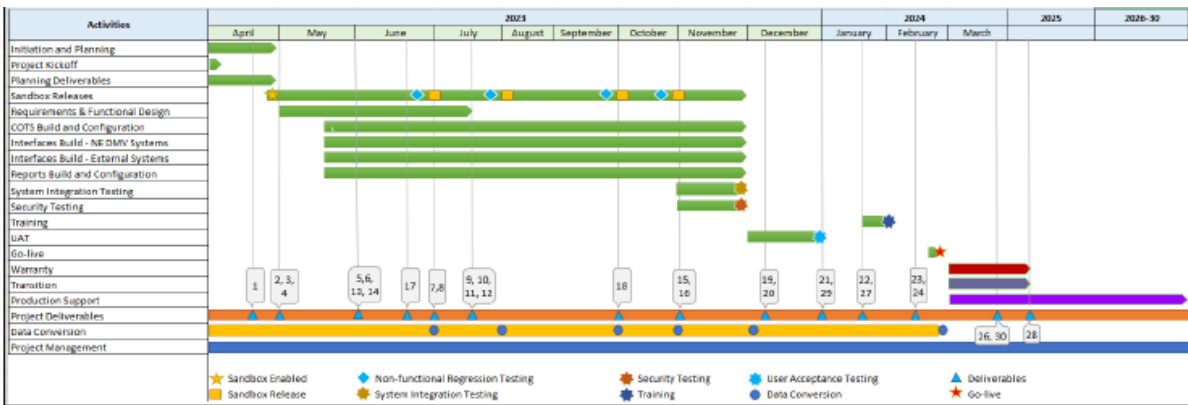 Activities 2023 2024 2025 2026-30
April May June July August September October November December January February March
Initiation and Planning
Project Kickoff
Planning Deliverables
Sandbox Releases
Requirements & Functional Design
COTS Build and Configuration
Interfaces Build - NE DMV Systems
Interfaces Build - External Systems
Reports Build and Configuration
System Integration Testing
Security Testing
Training
UAT
Go-live
Warranty
Transition
Production Support
1
2, 3,
4
5,6,
13, 14
17
7,8
9, 10,
11, 12
18
15,
16
19,
20
21,
29
22,
27
23,
24
Project Deliverables
Data Conversion
26, 30
28
Project Management
Sandbox Enabled Non-functional Regression Testing Security Testing User Acceptance Testing Deliverables
Sandbox Release System Integration Testing Training Data Conversion Go-live